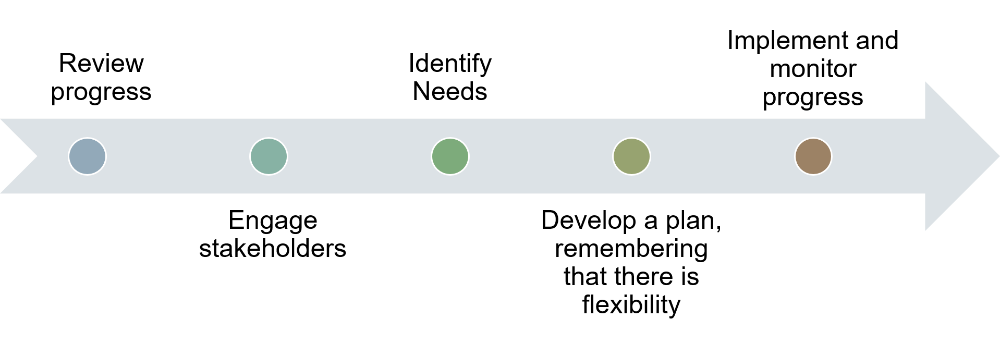 Review
progress
Engage
stakeholders
Identify
Needs
Develop a plan,
remembering
that there is
flexibility
Implement and
monitor
progress